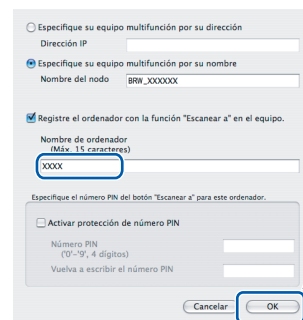 Especifique su equipo multifunción por su dirección
Dirección IP
Especifique su equipo multifunción por su nombre
Nombre del nodo BRW_XXXXXX
Registre el ordenador con la función "Escanear a" en el equipo.
Nombre de ordenador
(Máx. 15 caracteres)
XXXX
Especifique el número PIN del botón "Escanear a" para este ordenador.
Activar protección de número PIN
Número PIN
('0'-'9', 4 dígitos)
Vuelva a escribir el número PIN
Cancelar OK